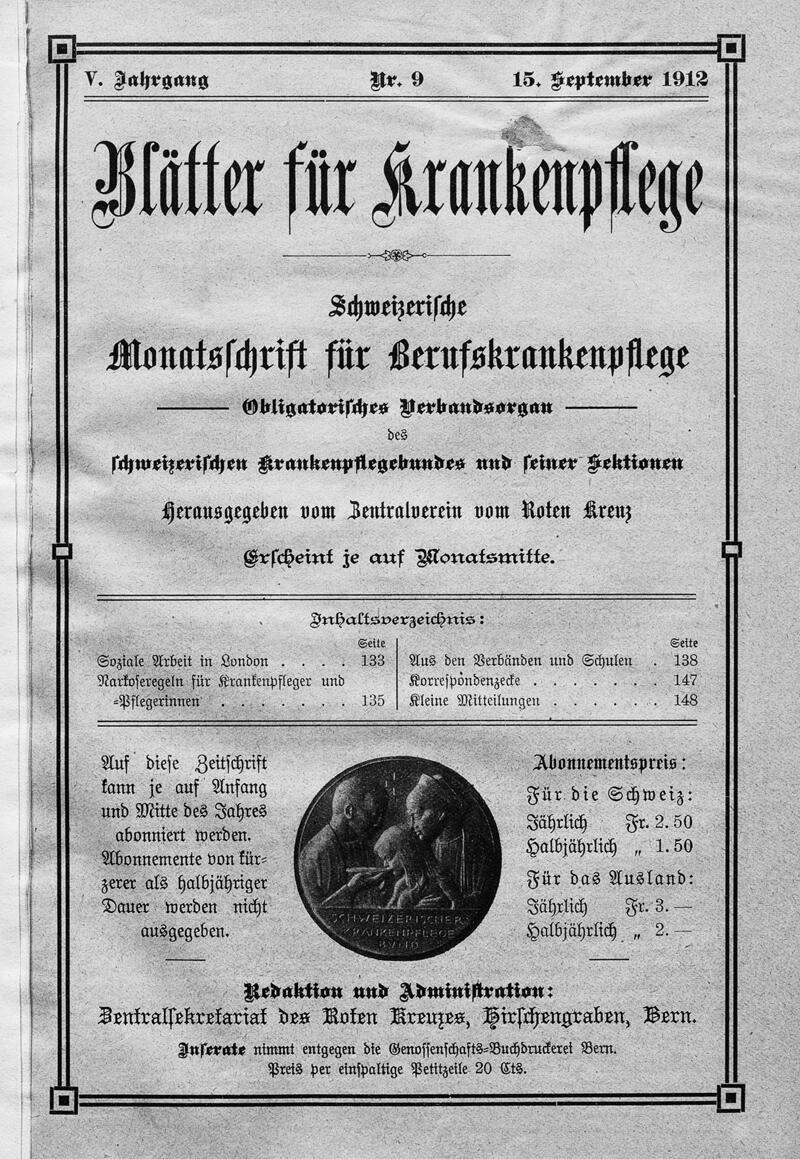 V. Jahrgang Nr. 9 15. September 1912
Blätter für Krankenpflege
Schweizerische
Monatsschrift für Berufskrankenpflege
Obligatorisches Verbandsorgan
des
schweizerischen Krankenpflegebundes und seiner Sektionen
Herausgegeben vom Zentralverein vom Roten Kreuz
Erscheint je auf Monatsmitte.
Inhaltsverzeichnis:
Seite
Soziale Arbeit in London . . . . 133
Narkoseregeln für Krankenpfleger und
=Pflegerinnen . . . . . . . 135
Seite
Aus den Verbänden und Schulen . 138
Korrespondenzecke . . . . . . . 147
Kleine Mitteilungen . . . . . . 148
Auf diese Zeitschrift
kann je auf Anfang
und Mitte des Jahres
abonniert werden.
Abonnemente von kür=
zerer als halbjähriger
Dauer werden nicht
ausgegeben.
SCHWEIZERISCHER
KRANKENPFLEGE
BUND
Abonnementspreis:
Für die Schweiz:
Jährlich Fr. 2. 50
Halbjährlich „ 1. 50
Für das Ausland:
Jährlich Fr. 3. —
Halbjährlich „ 2. —
Redaktion und Administration:
Zentralsekretariat des Roten Kreuzes, Hirschengraben, Bern.
Inserate nimmt entgegen die Genossenschafts=Buchdruckerei Bern.
Preis per einspaltige Petitzeile 20 Cts.